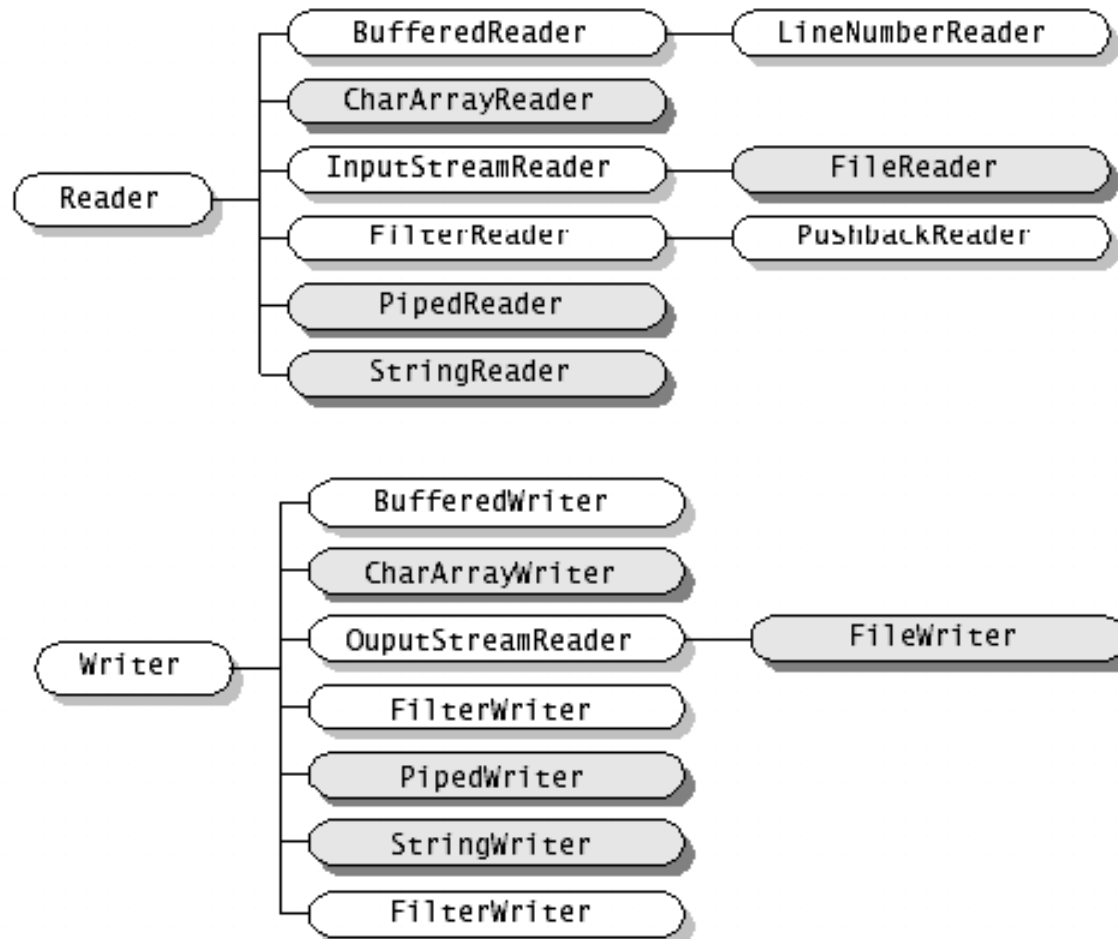 BufferedReader LineNumberReader
CharArrayReader
InputStreamReader FileReader
Reader
FilterReader PushbackReader
PipedReader
StringReader
BufferedWriter
CharArrayWriter
OuputStreamReader FileWriter
Writer
FilterWriter
PipedWriter
StringWriter
FilterWriter